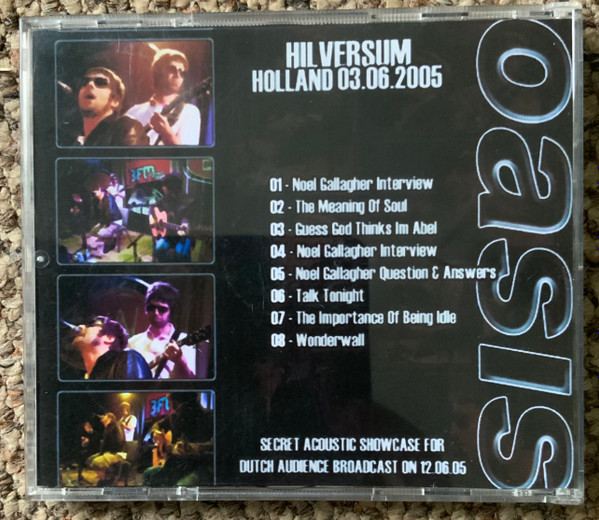 HILVERSUM
HOLLAND 03.06.2005
oasis
01 - Noel Gallagher Interview
02 - The Meaning Of Soul
03 - Guess God Thinks Im Abel
04 - Noel Gallagher Interview
05 - Noel Gallagher Question & Answers
06 - Talk Tonight
07 - The Importance Of Being Idle
08 - Wonderwall
SECRET ACOUSTIC SHOWCASE FOR
DUTCH AUDIENCE BROADCAST ON 12.06.05
3FM